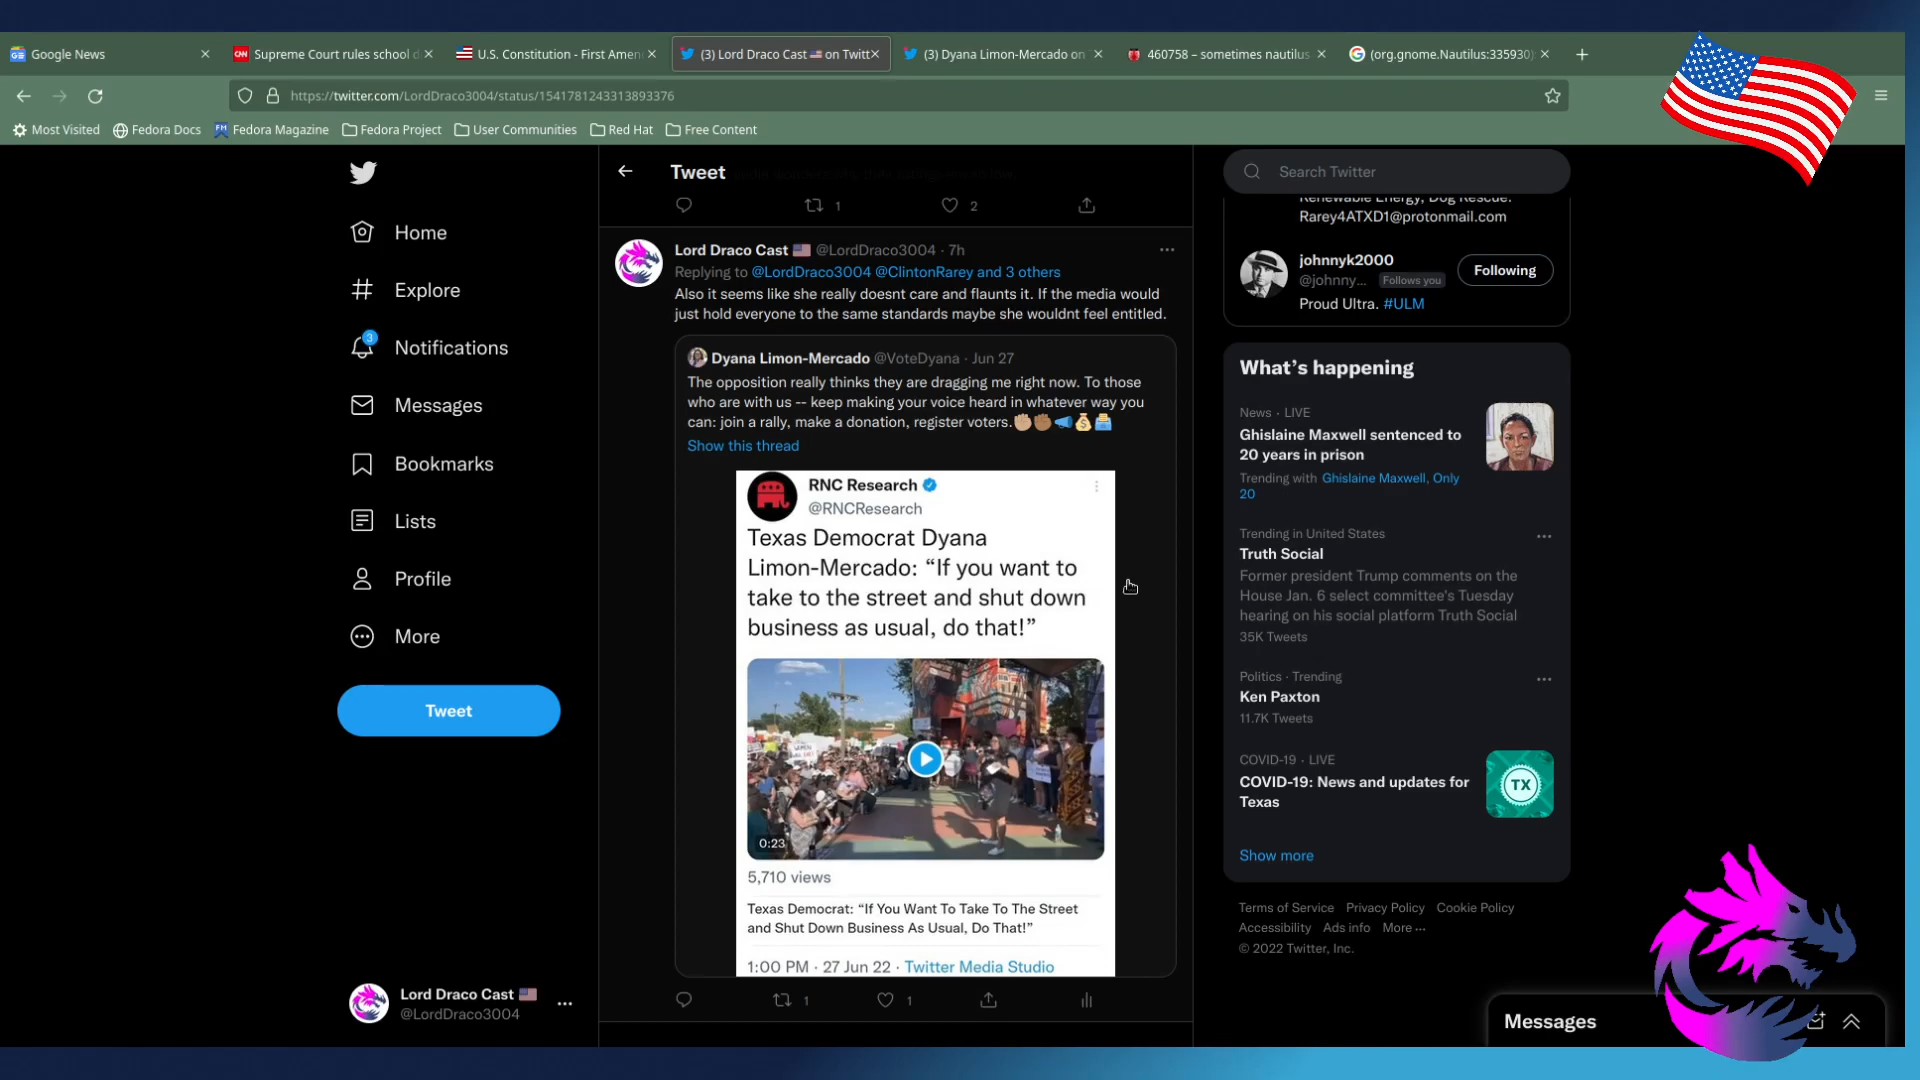 Google News
CNN
Supreme Court rules school d
U.S. Constitution - First Amen
(3) Lord Draco Cast 🇺🇸 on Twitt
(3) Dyana Limon-Mercado on
460758 – sometimes nautilus
(org.gnome.Nautilus:335930)
https://twitter.com/LordDraco3004/status/1541781243313893376
Most Visited
Fedora Docs
FM
Fedora Magazine
Fedora Project
User Communities
Red Hat
Free Content
Home
Explore
3
Notifications
Messages
Bookmarks
Lists
Profile
More
Tweet
Lord Draco Cast 🇺🇸
@LordDraco3004
Tweet
1
2
Lord Draco Cast 🇺🇸 @LordDraco3004 · 7h
Replying to @LordDraco3004 @ClintonRarey and 3 others
Also it seems like she really doesnt care and flaunts it. If the media would
just hold everyone to the same standards maybe she wouldnt feel entitled.
Dyana Limon-Mercado @VoteDyana · Jun 27
The opposition really thinks they are dragging me right now. To those
who are with us -- keep making your voice heard in whatever way you
can: join a rally, make a donation, register voters.✊🏼✊🏾📣💰🗳
Show this thread
RNC Research
@RNCResearch
Texas Democrat Dyana
Limon-Mercado: “If you want to
take to the street and shut down
business as usual, do that!”
0:23
5,710 views
Texas Democrat: “If You Want To Take To The Street
and Shut Down Business As Usual, Do That!”
1:00 PM · 27 Jun 22 · Twitter Media Studio
1
1
Search Twitter
Renewable Energy, Dog Rescue.
Rarey4ATXD1@protonmail.com
johnnyk2000
@johnny... Follows you
Following
Proud Ultra. #ULM
What’s happening
News · LIVE
Ghislaine Maxwell sentenced to
20 years in prison
Trending with Ghislaine Maxwell, Only
20
Trending in United States
Truth Social
Former president Trump comments on the
House Jan. 6 select committee's Tuesday
hearing on his social platform Truth Social
35K Tweets
Politics · Trending
Ken Paxton
11.7K Tweets
COVID-19 · LIVE
COVID-19: News and updates for
Texas
TX
Show more
Terms of Service Privacy Policy Cookie Policy
Accessibility Ads info More ···
© 2022 Twitter, Inc.
Messages